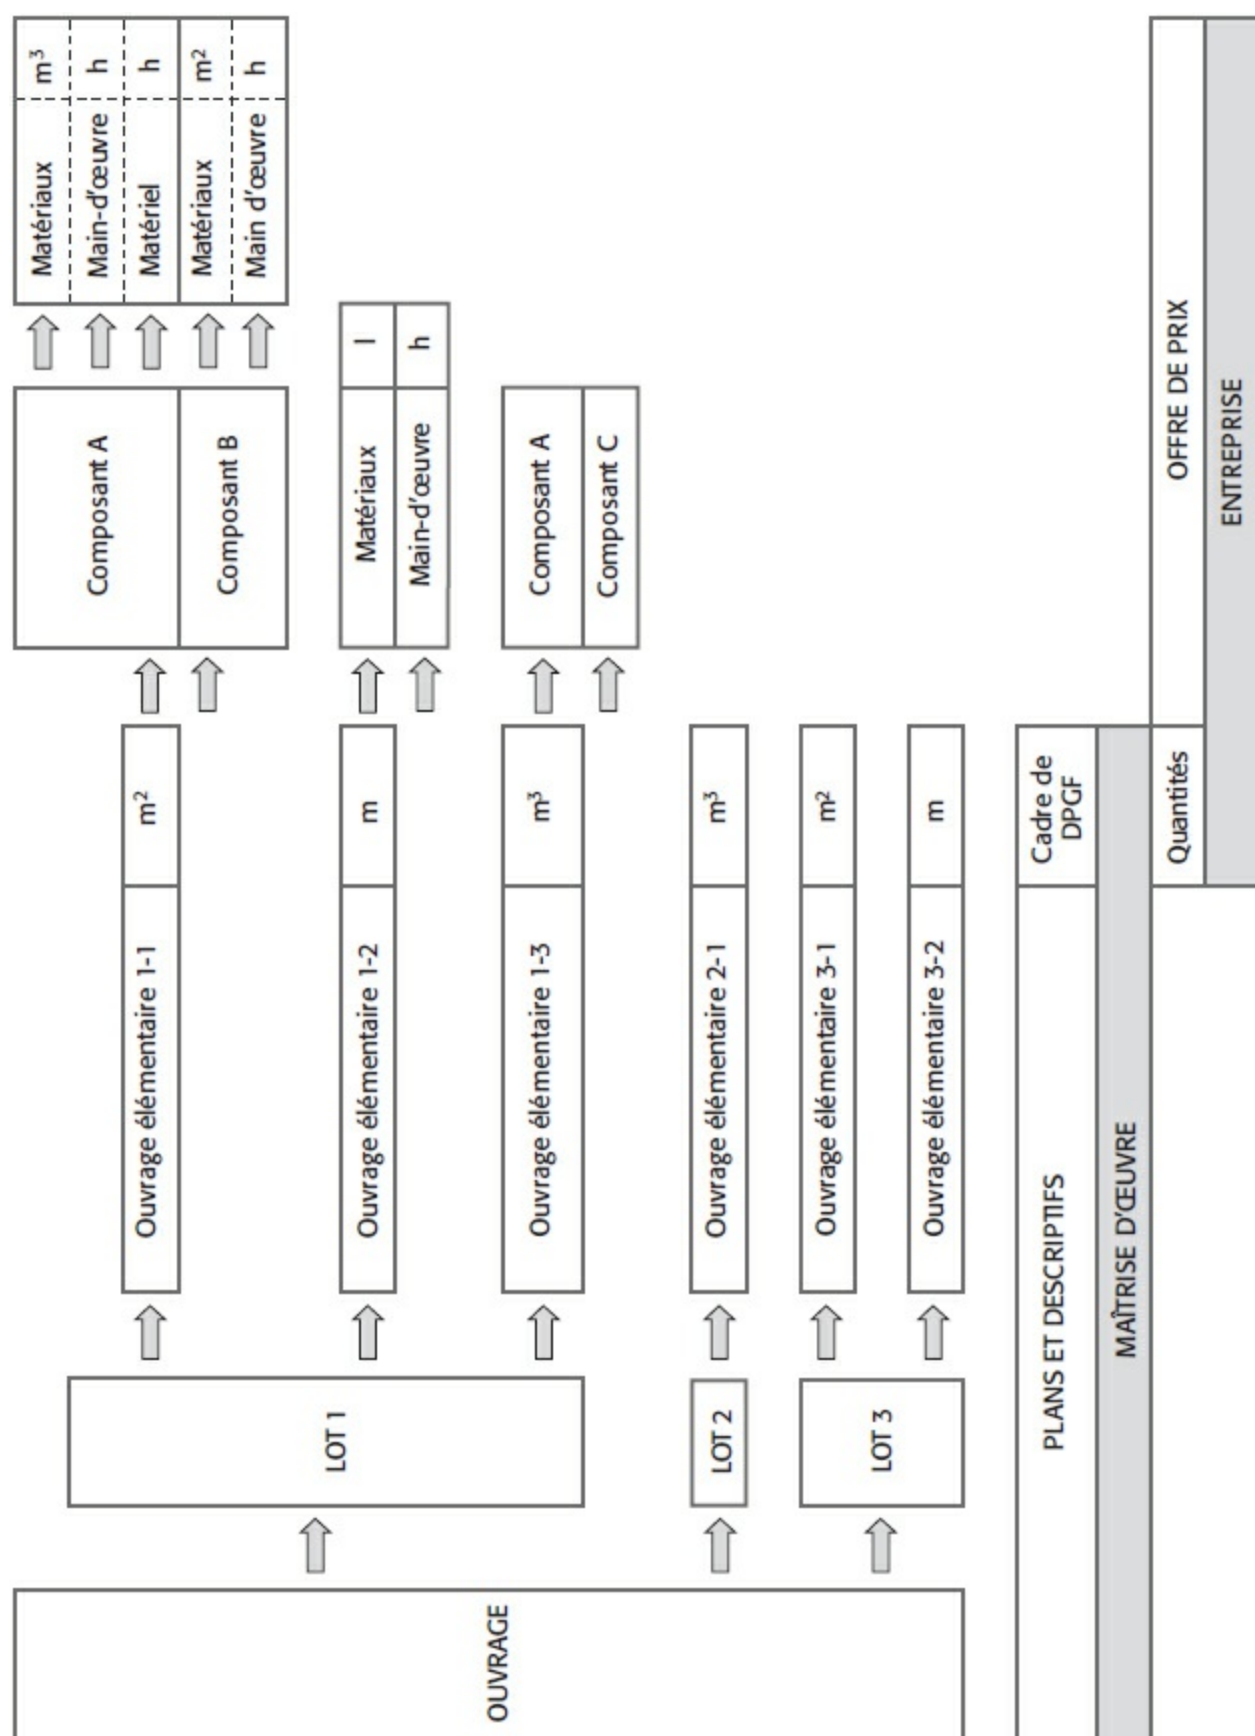 OUVRAGE
LOT 1
LOT 2
LOT 3
Ouvrage élémentaire 1-1
m²
Ouvrage élémentaire 1-2
m
Ouvrage élémentaire 1-3
m³
Ouvrage élémentaire 2-1
m³
Ouvrage élémentaire 3-1
m²
Ouvrage élémentaire 3-2
m
Composant A
Composant B
Matériaux
m³
Main-d'œuvre
h
Matériel
h
Matériaux
m²
Main d'œuvre
h
Matériaux
l
Main-d'œuvre
h
Composant A
Composant C
PLANS ET DESCRIPTIFS
Cadre de
DPGF
MAÎTRISE D'ŒUVRE
Quantités
OFFRE DE PRIX
ENTREPRISE